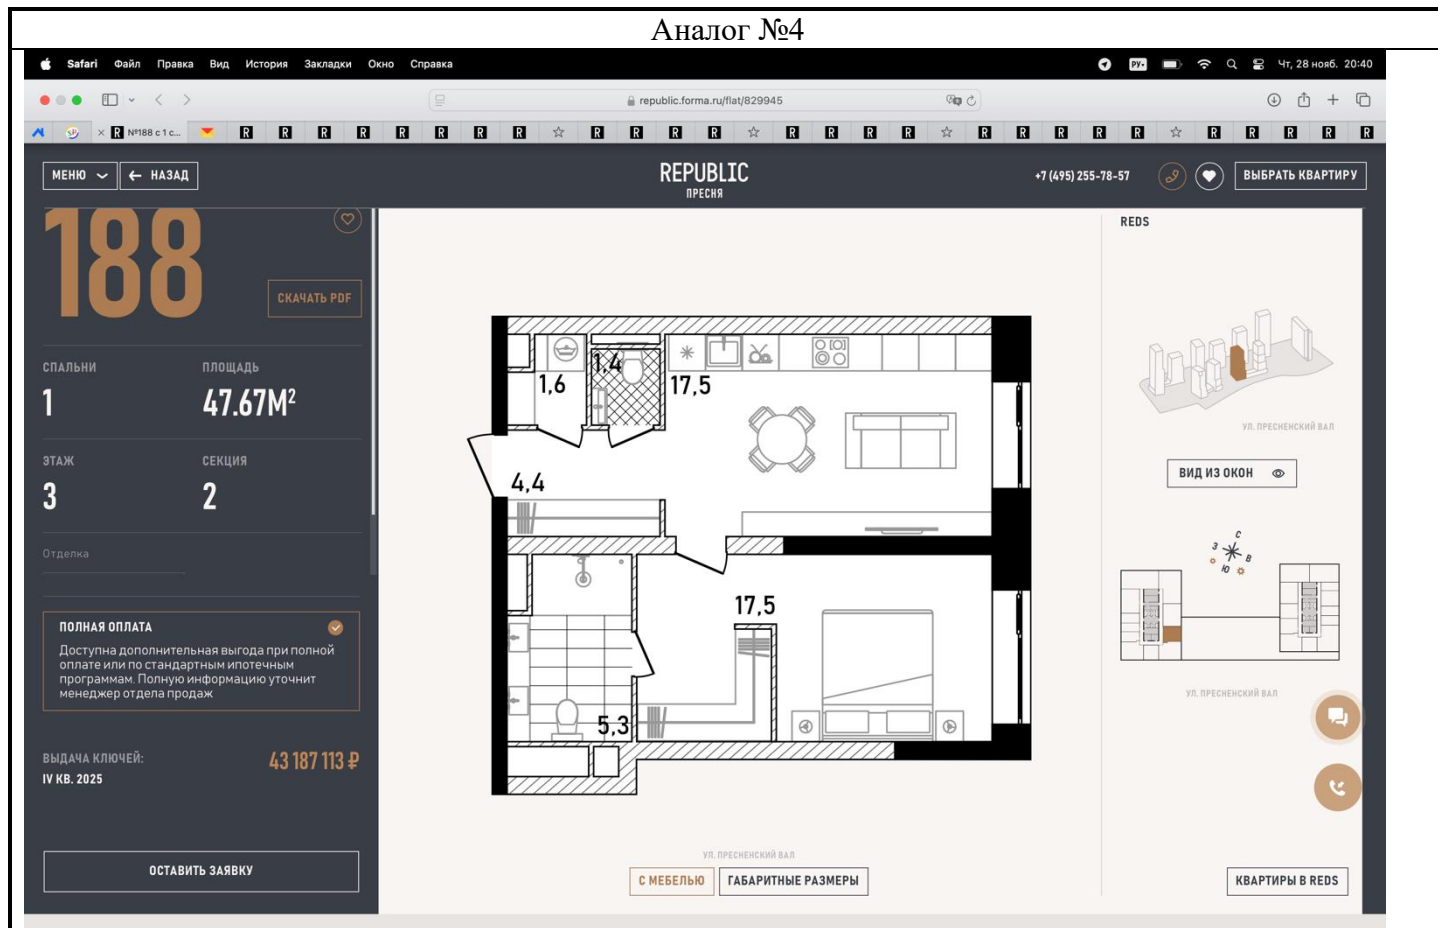 Аналог №4
Safari Файл Правка Вид История Закладки Окно Справка
РУ Чт, 28 нояб. 20:40
republic.forma.ru/flat/829945
R №188 с 1 с... R R R R R R R R R R R R R R R R R R R R R R R R R R
МЕНЮ ← НАЗАД
REPUBLIC
ПРЕСНЯ
+7 (495) 255-78-57
ВЫБРАТЬ КВАРТИРУ
188
СКАЧАТЬ PDF
СПАЛЬНИ ПЛОЩАДЬ
1 47.67М²
ЭТАЖ СЕКЦИЯ
3 2
Отделка
ПОЛНАЯ ОПЛАТА
Доступна дополнительная выгода при полной
оплате или по стандартным ипотечным
программам. Полную информацию уточнит
менеджер отдела продаж
ВЫДАЧА КЛЮЧЕЙ: 43 187 113 ₽
IV КВ. 2025
ОСТАВИТЬ ЗАЯВКУ
1,6
1,4
17,5
4,4
17,5
5,3
УЛ. ПРЕСНЕНСКИЙ ВАЛ
С МЕБЕЛЬЮ ГАБАРИТНЫЕ РАЗМЕРЫ
REDS
УЛ. ПРЕСНЕНСКИЙ ВАЛ
ВИД ИЗ ОКОН
С
З
В
Ю
УЛ. ПРЕСНЕНСКИЙ ВАЛ
КВАРТИРЫ В REDS